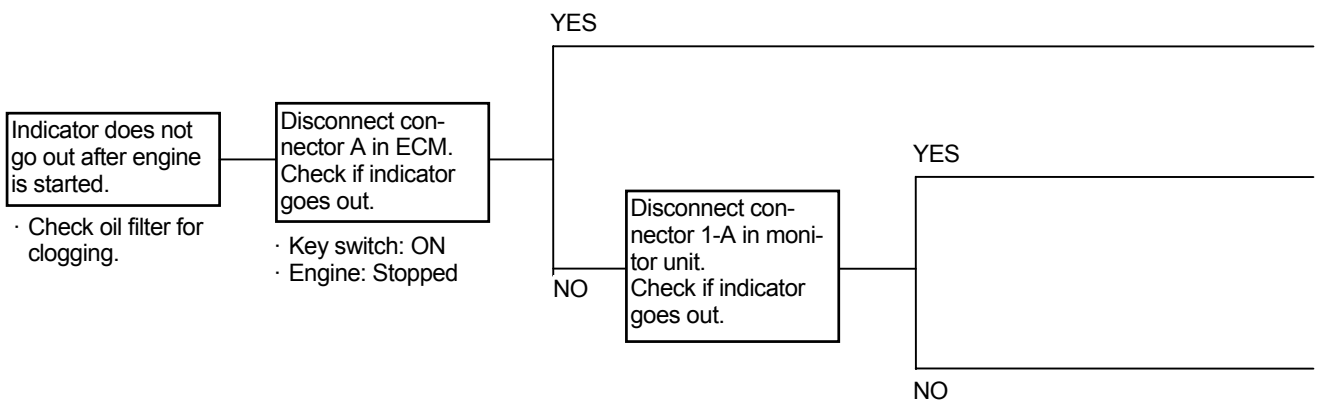 YES
Indicator does not
go out after engine
is started.
· Check oil filter for
clogging.
Disconnect con-
nector A in ECM.
Check if indicator
goes out.
· Key switch: ON
· Engine: Stopped
NO
Disconnect con-
nector 1-A in moni-
tor unit.
Check if indicator
goes out.
YES
NO